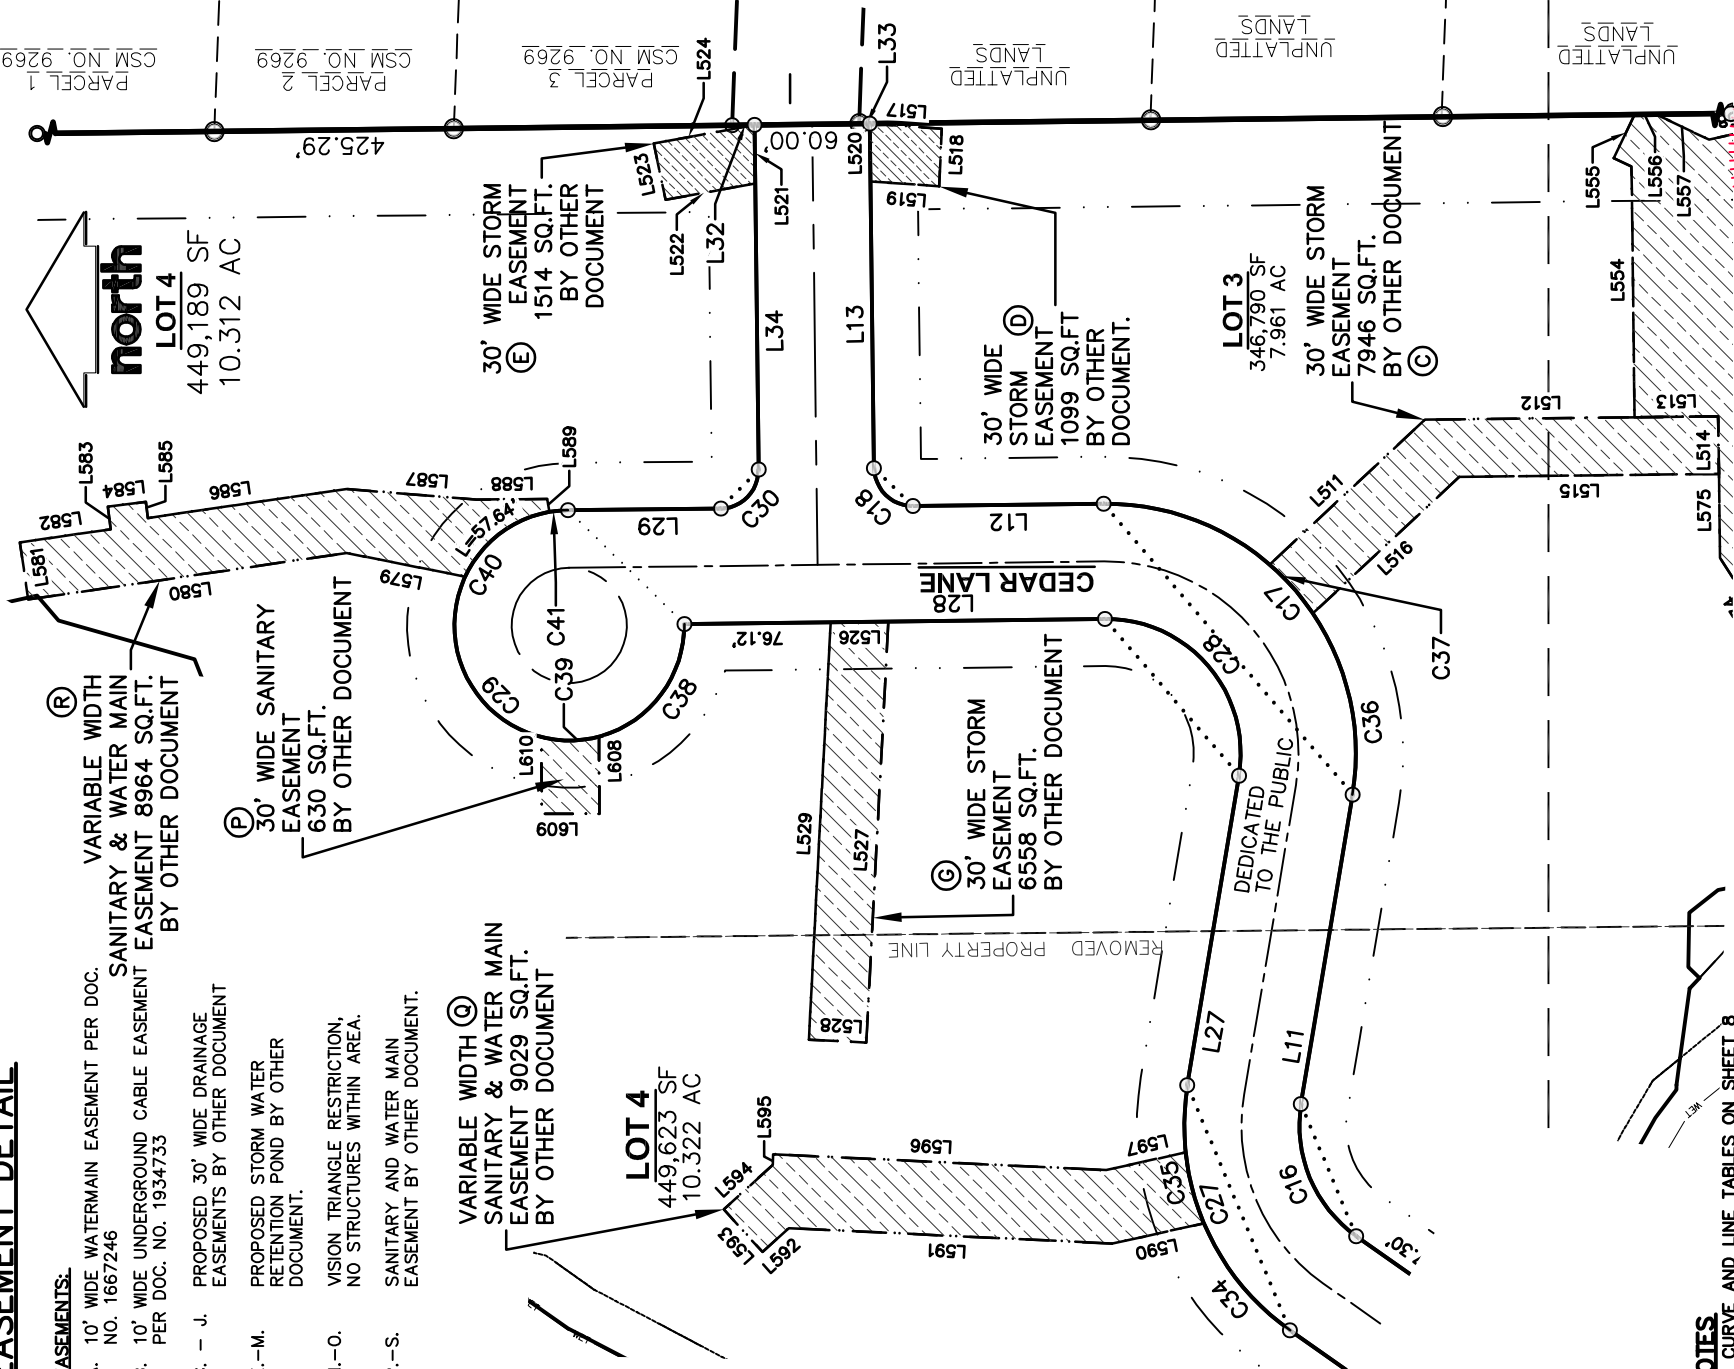 EASEMENT DETAIL
ASEMENTS:
10' WIDE WATERMAIN EASEMENT PER DOC.
NO. 1667246
10' WIDE UNDERGROUND CABLE EASEMENT
PER DOC. NO. 1934733
- J. PROPOSED 30' WIDE DRAINAGE
EASEMENTS BY OTHER DOCUMENT
.-M. PROPOSED STORM WATER
RETENTION POND BY OTHER
DOCUMENT.
.-O. VISION TRIANGLE RESTRICTION,
NO STRUCTURES WITHIN AREA.
.-S. SANITARY AND WATER MAIN
EASEMENT BY OTHER DOCUMENT.
R
VARIABLE WIDTH
SANITARY & WATER MAIN
EASEMENT 8964 SQ.FT.
BY OTHER DOCUMENT
P
30' WIDE SANITARY
EASEMENT
630 SQ.FT.
BY OTHER DOCUMENT
VARIABLE WIDTH Q
SANITARY & WATER MAIN
EASEMENT 9029 SQ.FT.
BY OTHER DOCUMENT
LOT 4
449,623 SF
10.322 AC
north
LOT 4
449,189 SF
10.312 AC
30' WIDE STORM
E EASEMENT
1514 SQ.FT.
BY OTHER
DOCUMENT
30' WIDE
STORM D
EASEMENT
1099 SQ.FT
BY OTHER
DOCUMENT.
G
30' WIDE STORM
EASEMENT
6558 SQ.FT.
BY OTHER DOCUMENT
LOT 3
346,790 SF
7.961 AC
30' WIDE STORM
EASEMENT
7946 SQ.FT.
BY OTHER DOCUMENT
C
PARCEL 1
CSM NO. 9269
PARCEL 2
CSM NO. 9269
PARCEL 3
CSM NO. 9269
UNPLATTED
LANDS
UNPLATTED
LANDS
UNPLATTED
LANDS
425.29'
60.00'
CEDAR LANE
DEDICATED
TO THE PUBLIC
REMOVED PROPERTY LINE
76.12'
L=57.64'
.30'
L581
L582
L583
L584
L585
L586
L587
L588
L589
L580
L579
C40
C41
C39
C29
C38
L610
L608
L609
L29
C30
L34
L13
C18
L12
L28
L32
L33
L517
L518
L519
L520
L521
L522
L523
L524
L526
L527
L528
L529
C28
C17
C37
C36
L27
L11
C16
C27
C35
C34
L590
L591
L592
L593
L594
L595
L596
L597
L511
L512
L513
L514
L515
L516
L575
L554
L555
L556
L557
WET
OTES
CURVE AND LINE TABLES ON SHEET 8